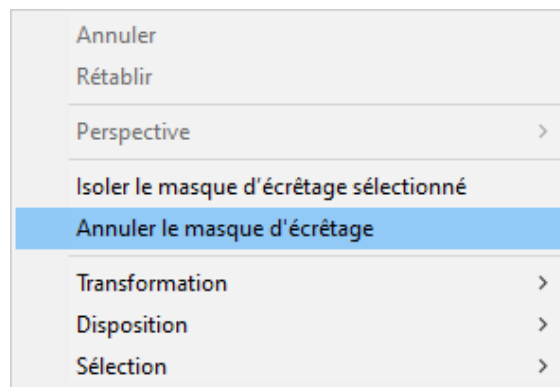 Annuler
Rétablir
Perspective
Isoler le masque d’écrêtage sélectionné
Annuler le masque d'écrêtage
Transformation
Disposition
Sélection